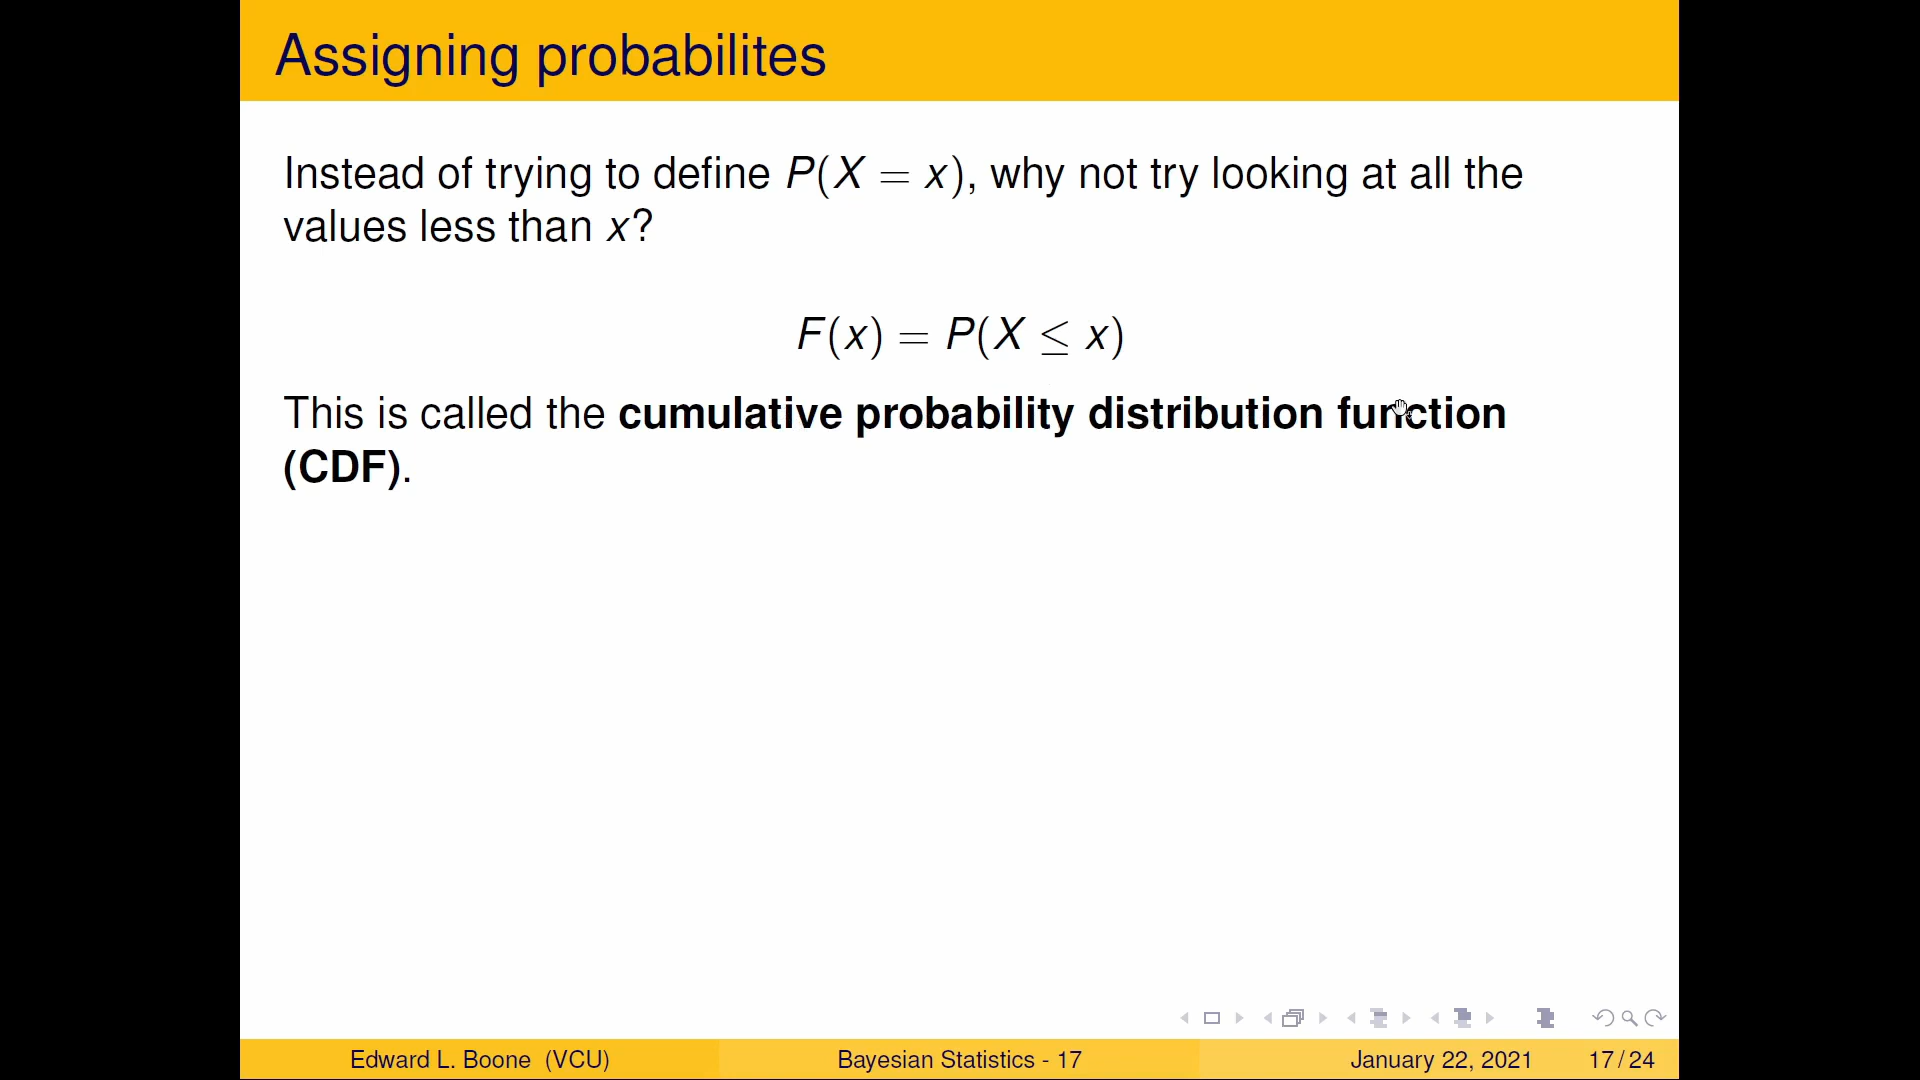 Assigning probabilites
Instead of trying to define P(X = x), why not try looking at all the
values less than x?
F(x) = P(X ≤ x)
This is called the cumulative probability distribution function
(CDF).
Edward L. Boone (VCU) Bayesian Statistics - 17 January 22, 2021 17 / 24